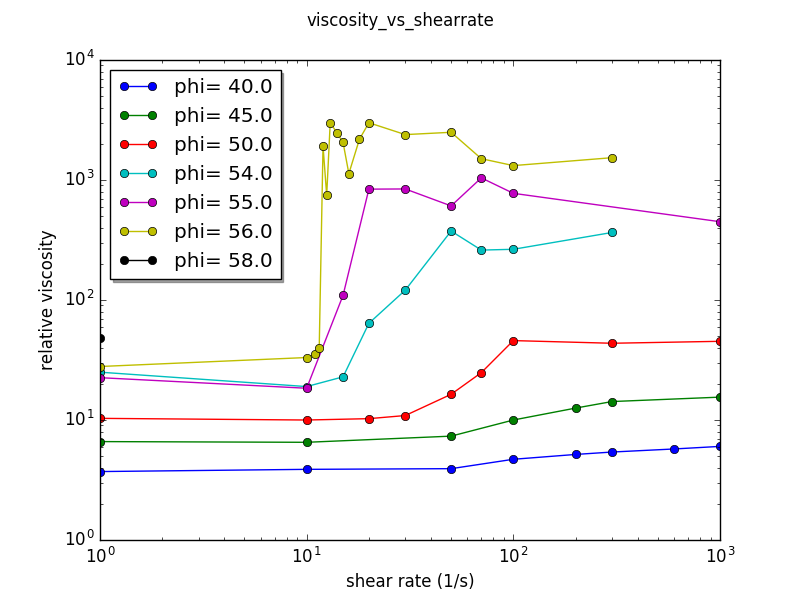 viscosity_vs_shearrate
10^4
10^3
10^2
10^1
10^0
relative viscosity
phi= 40.0
phi= 45.0
phi= 50.0
phi= 54.0
phi= 55.0
phi= 56.0
phi= 58.0
10^0 10^1 10^2 10^3
shear rate (1/s)